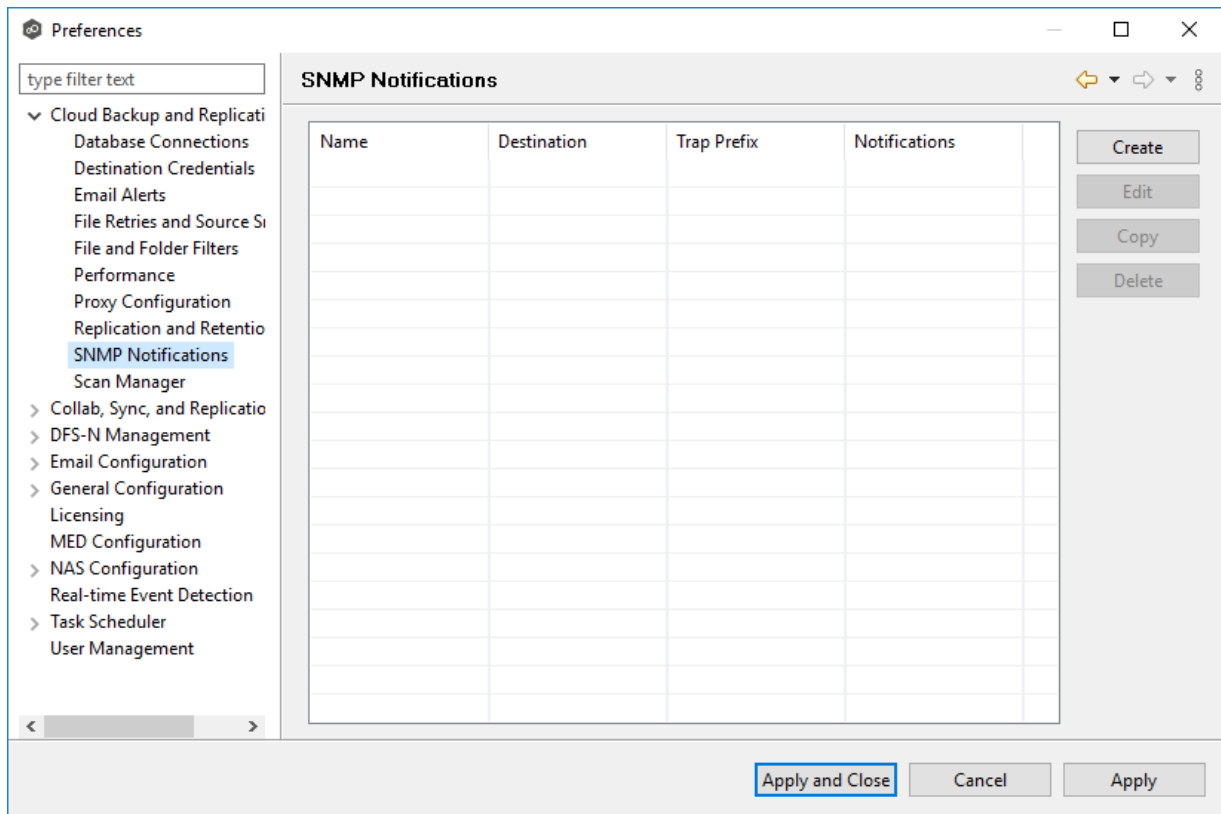 Preferences
type filter text
SNMP Notifications
Cloud Backup and Replicati
Database Connections
Destination Credentials
Email Alerts
File Retries and Source Sn
File and Folder Filters
Performance
Proxy Configuration
Replication and Retentio
SNMP Notifications
Scan Manager
Collab, Sync, and Replicatio
DFS-N Management
Email Configuration
General Configuration
Licensing
MED Configuration
NAS Configuration
Real-time Event Detection
Task Scheduler
User Management
Name Destination Trap Prefix Notifications
Create
Edit
Copy
Delete
Apply and Close Cancel Apply